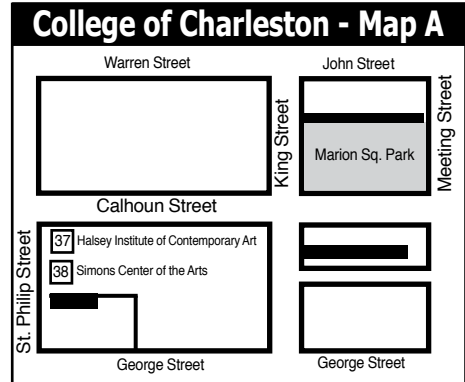 College of Charleston - Map A
Warren Street
John Street
King Street
Meeting Street
Marion Sq. Park
Calhoun Street
St. Philip Street
37 Halsey Institute of Contemporary Art
38 Simons Center of the Arts
George Street
George Street